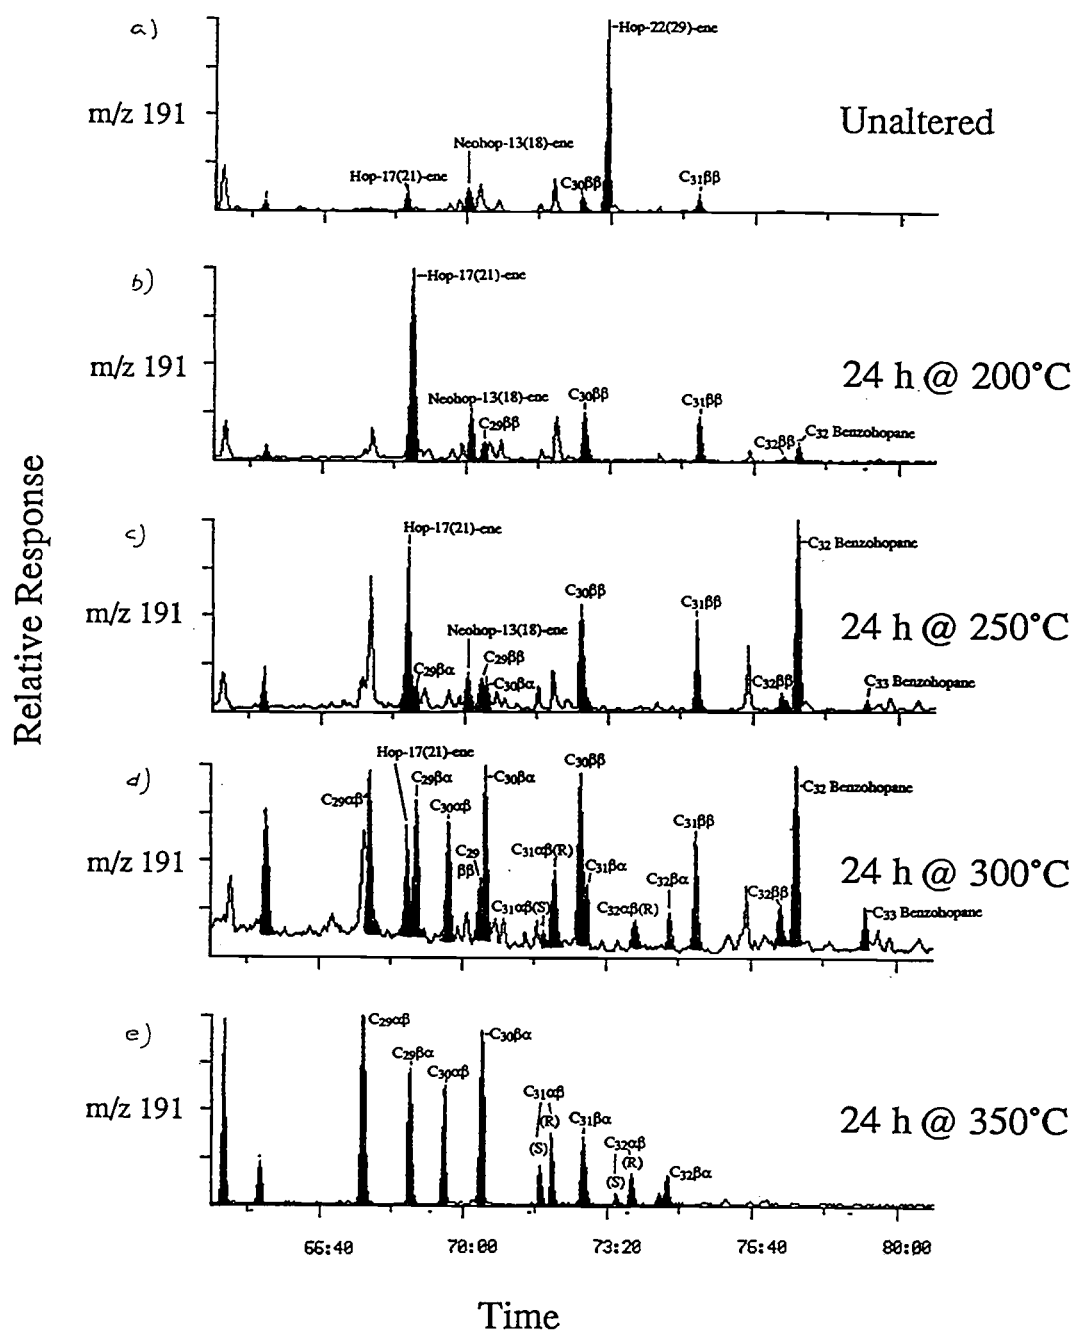 a)
Hop-22(29)-ene
m/z 191
Unaltered
Neohop-13(18)-ene
Hop-17(21)-ene
C30ββ
C31ββ
b)
Hop-17(21)-ene
m/z 191
24 h @ 200°C
Neohop-13(18)-ene
C30ββ
C31ββ
C29ββ
C32ββ
C32 Benzohopane
Relative Response
c)
Hop-17(21)-ene
C32 Benzohopane
m/z 191
24 h @ 250°C
C30ββ
C31ββ
Neohop-13(18)-ene
C29βα
C29ββ
C30βα
C32ββ
C33 Benzohopane
d)
Hop-17(21)-ene
C30ββ
C29βα
C30βα
C32 Benzohopane
C29αβ
C30αβ
C31ββ
m/z 191
24 h @ 300°C
C29
ββ
C31αβ(R)
C31βα
C32βα
C32ββ
C31αβ(S)
C32αβ(R)
C33 Benzohopane
e)
C29αβ
C30βα
C29βα
C30αβ
m/z 191
24 h @ 350°C
C31αβ
(R)
(S)
C31βα
C32αβ
(R)
(S)
C32βα
66:40 70:00 73:20 76:40 80:00
Time